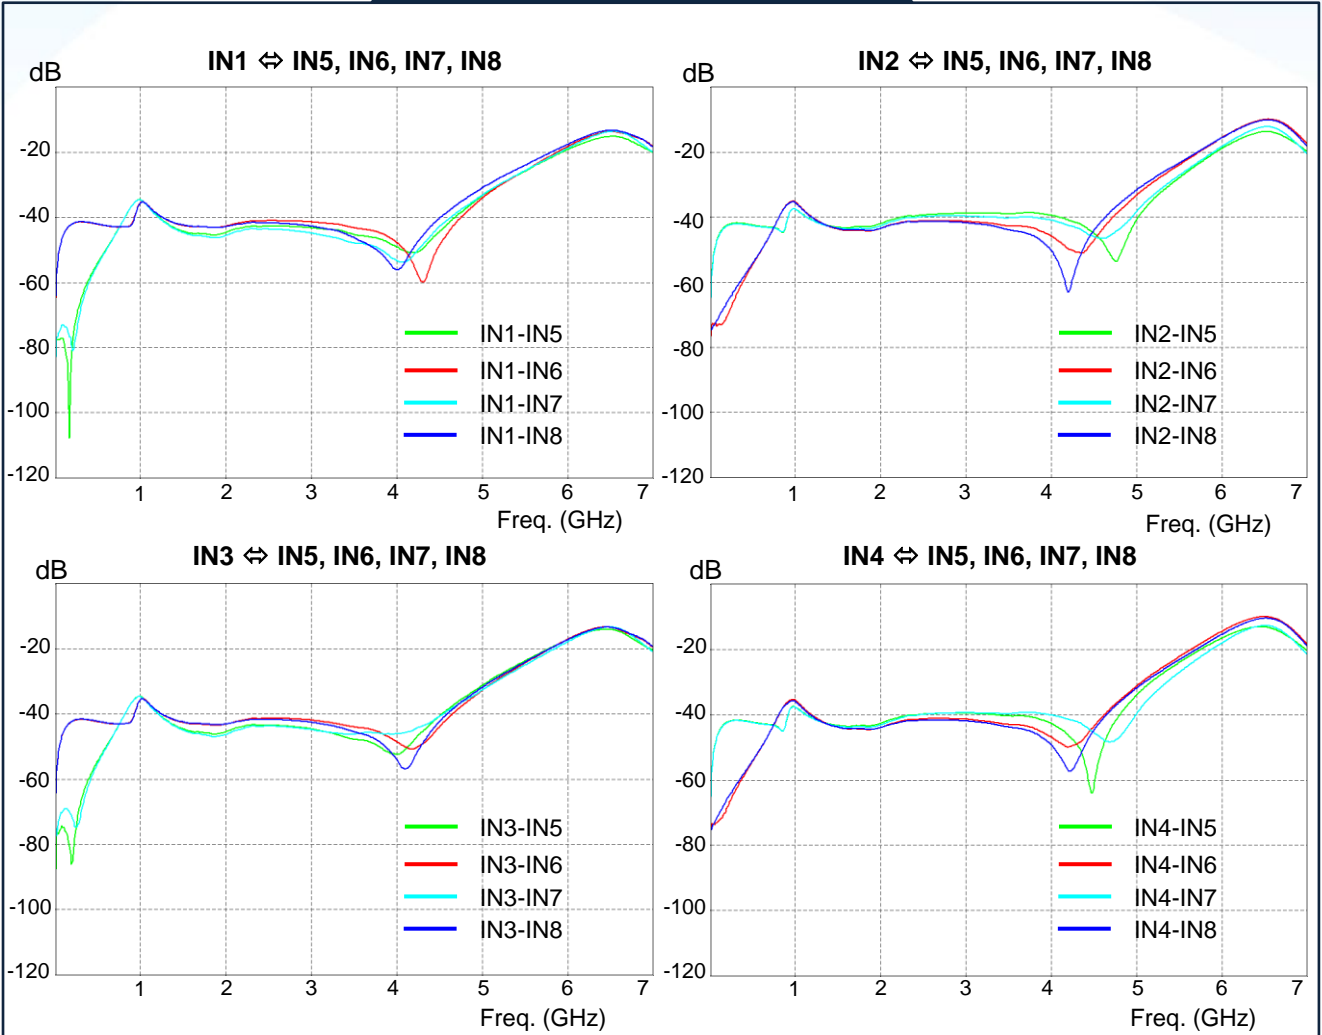 IN1 ⇔ IN5, IN6, IN7, IN8
dB
-20
-40
-60
-80
-100
-120
IN1-IN5
IN1-IN6
IN1-IN7
IN1-IN8
1 2 3 4 5 6 7
Freq. (GHz)
IN2 ⇔ IN5, IN6, IN7, IN8
dB
-20
-40
-60
-80
-100
-120
IN2-IN5
IN2-IN6
IN2-IN7
IN2-IN8
1 2 3 4 5 6 7
Freq. (GHz)
IN3 ⇔ IN5, IN6, IN7, IN8
dB
-20
-40
-60
-80
-100
-120
IN3-IN5
IN3-IN6
IN3-IN7
IN3-IN8
1 2 3 4 5 6 7
Freq. (GHz)
IN4 ⇔ IN5, IN6, IN7, IN8
dB
-20
-40
-60
-80
-100
-120
IN4-IN5
IN4-IN6
IN4-IN7
IN4-IN8
1 2 3 4 5 6 7
Freq. (GHz)